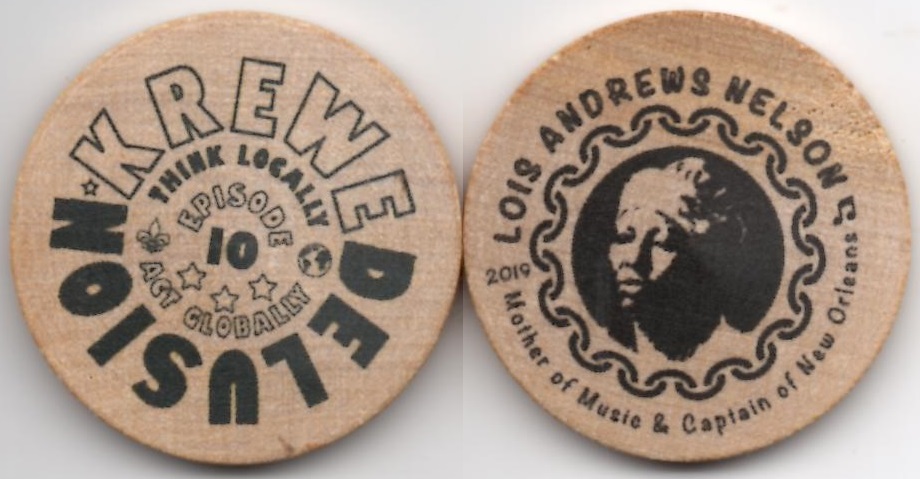 KREWE DELUSION
THINK LOCALLY
EPISODE
10
ACT GLOBALLY
LOIS ANDREWS NELSON
2019
Mother of Music & Captain of New Orleans